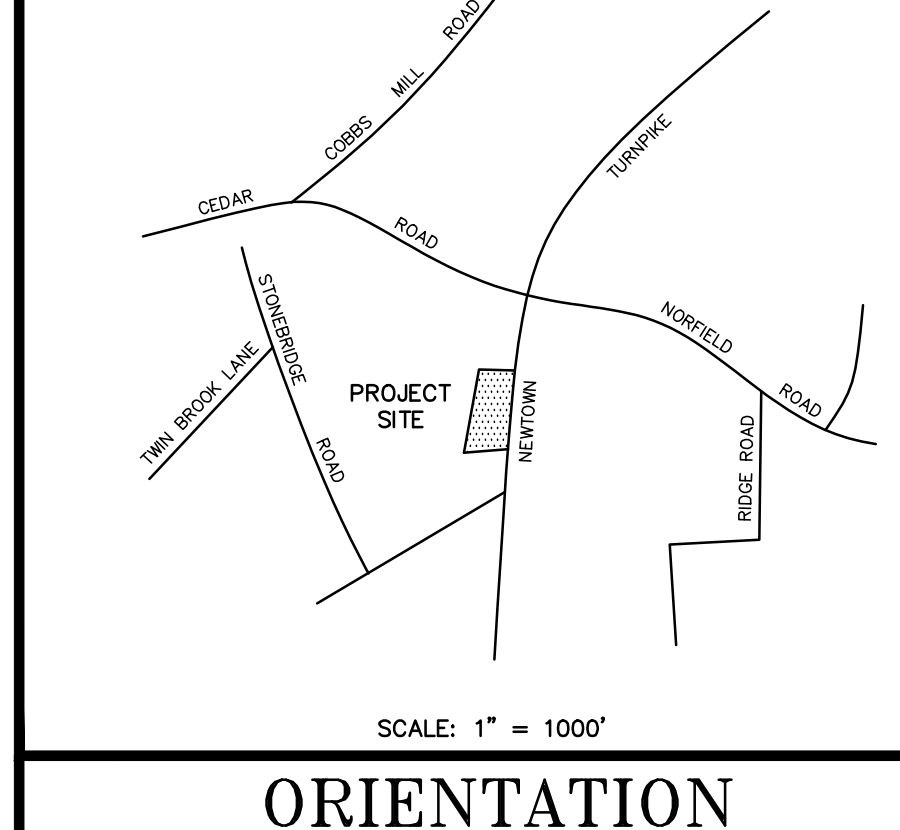 COBBS MILL ROAD
CEDAR ROAD
NEWTOWN TURNPIKE
NORFIELD ROAD
STONEBRIDGE ROAD
TWIN BROOK LANE
PROJECT
SITE
RIDGE ROAD
SCALE: 1" = 1000'
ORIENTATION